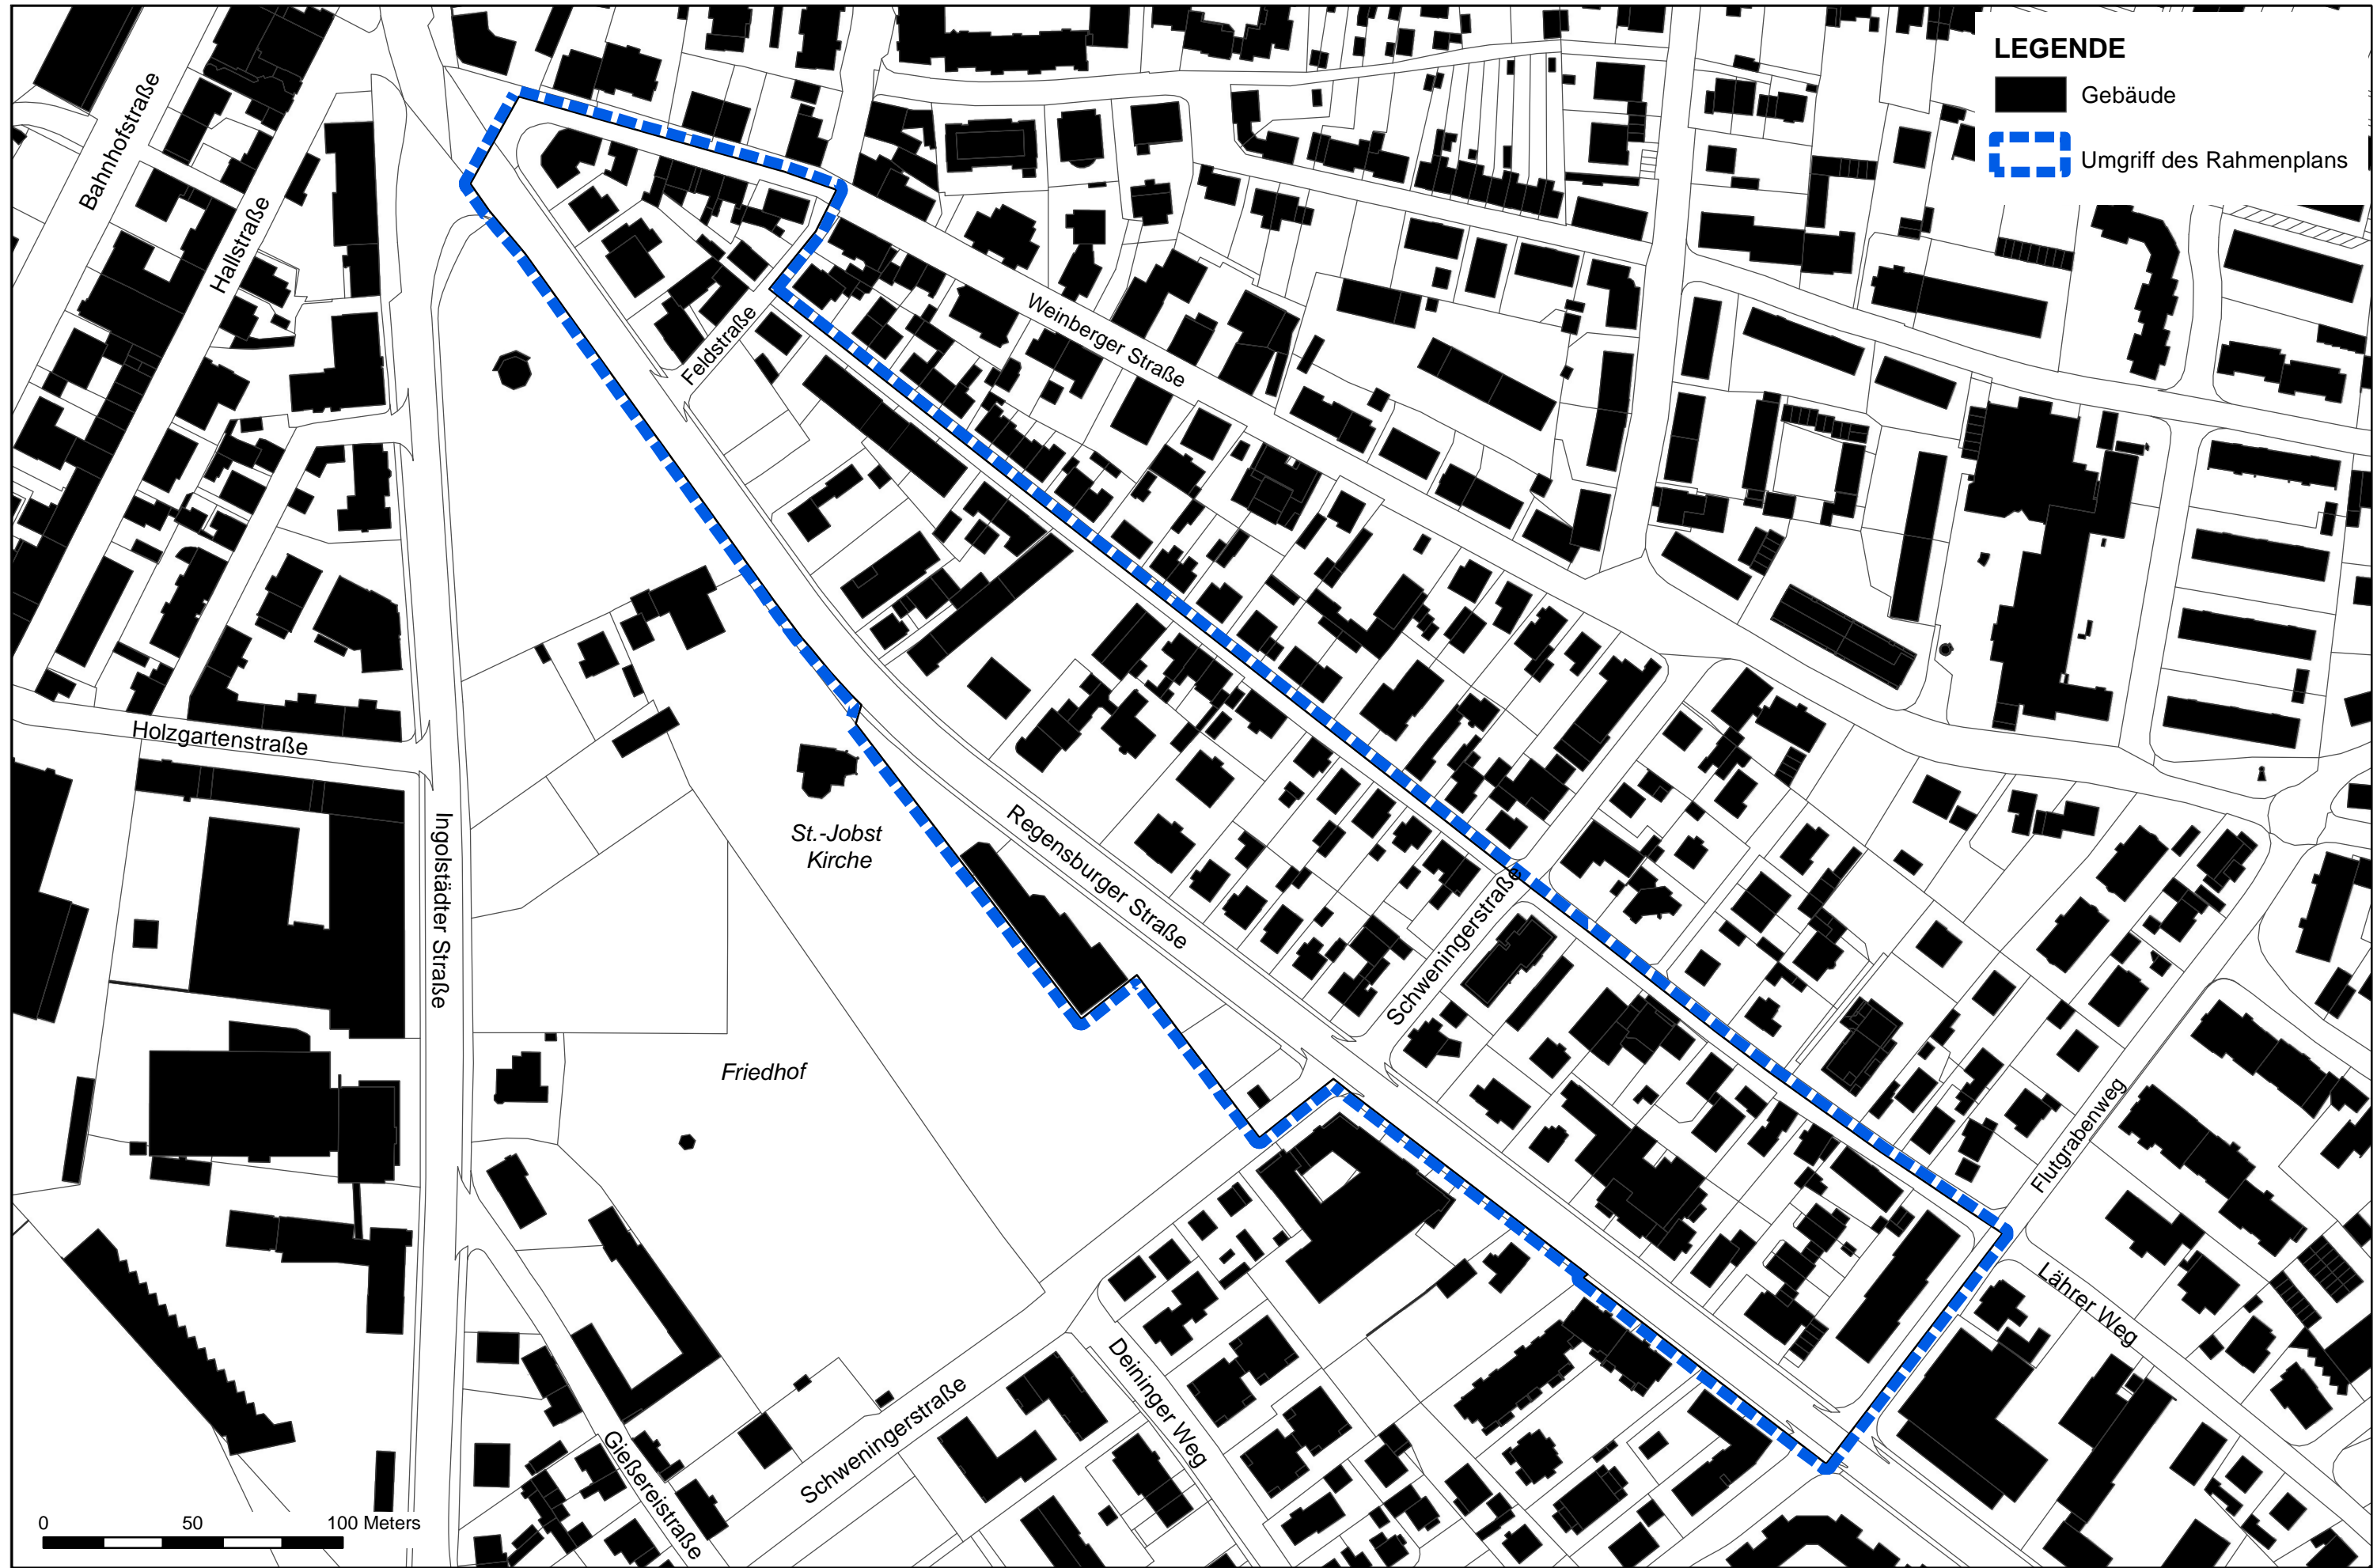 LEGENDE
Gebäude
Umgriff des Rahmenplans
Bahnhofstraße
Hallstraße
Weinberger Straße
Feldstraße
Holzgartenstraße
Ingolstädter Straße
St.-Jobst
Kirche
Regensburger Straße
Schweningerstraße
Friedhof
Flutgrabenweg
Lährer Weg
Deininger Weg
Schweningerstraße
Gießereistraße
0 50 100 Meters